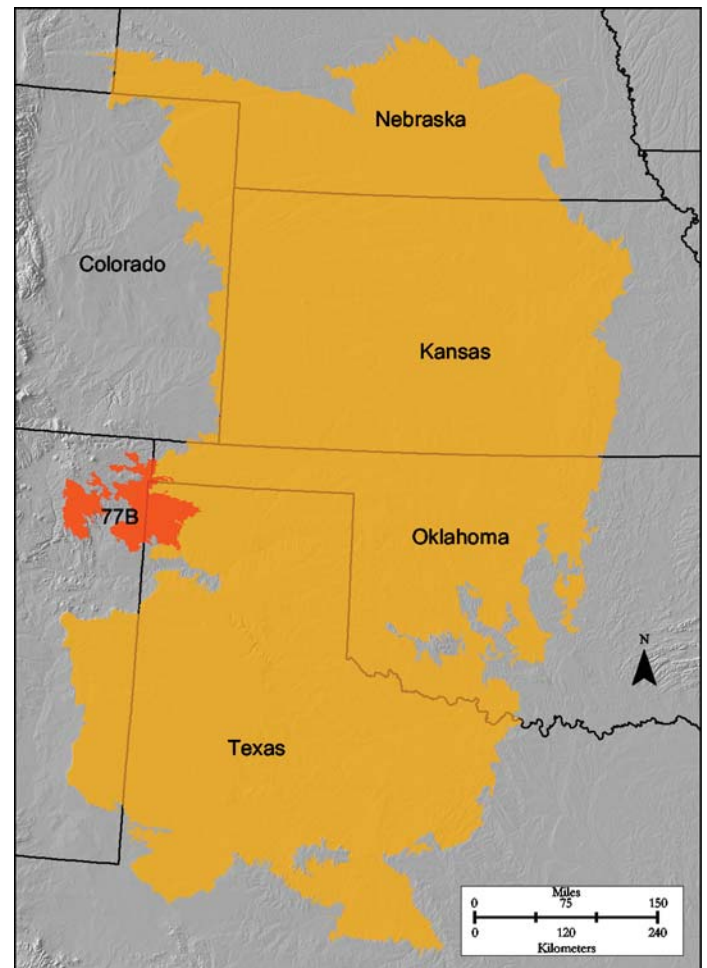 Nebraska
Colorado
Kansas
77B
Oklahoma
N
Texas
Miles
0 75 150
0 120 240
Kilometers